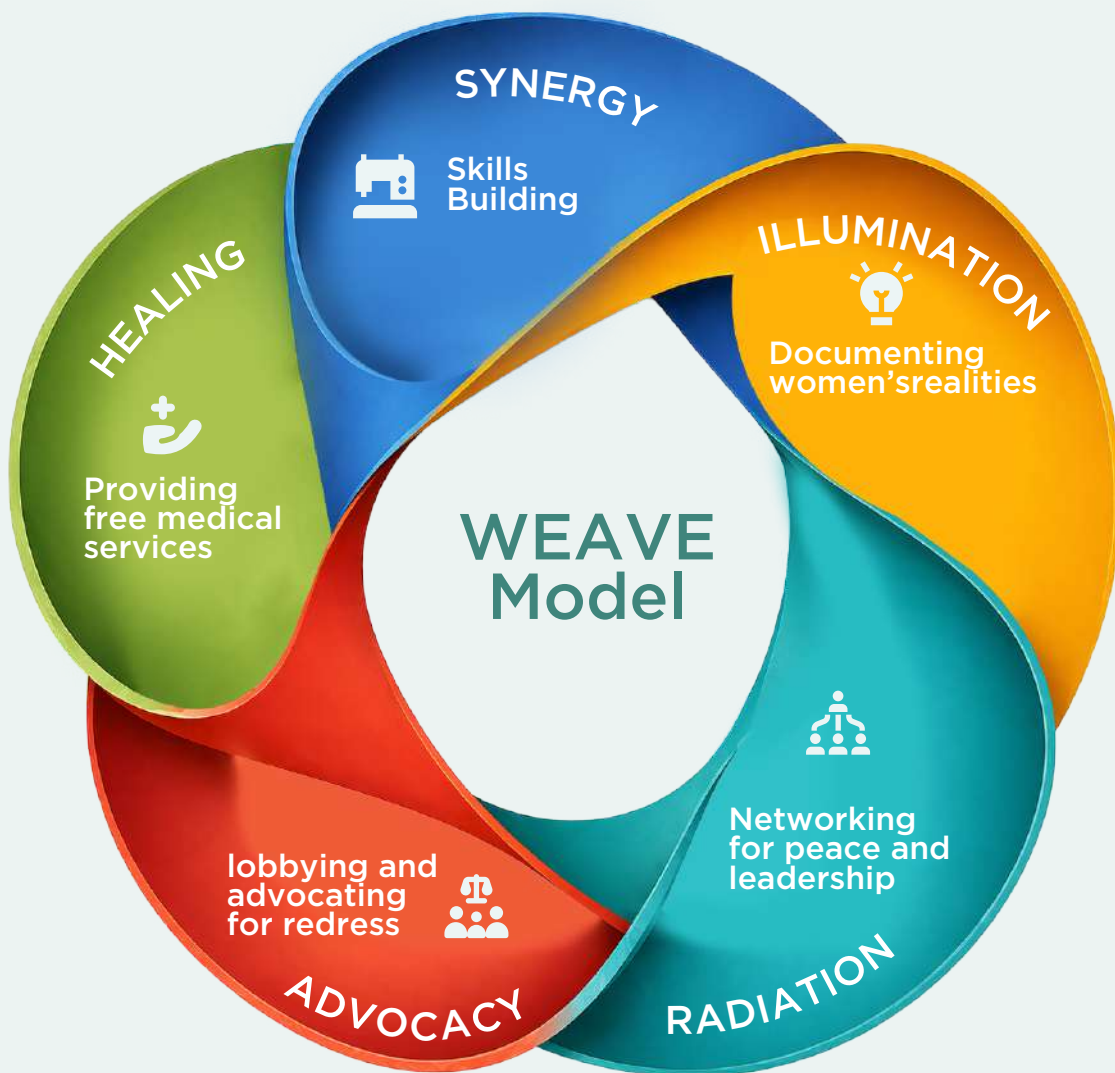 SYNERGY
Skills
Building
ILLUMINATION
Documenting
women'srealities
HEALING
Providing
free medical
services
WEAVE
Model
Networking
for peace and
leadership
RADIATION
lobbying and
advocating
for redress
ADVOCACY